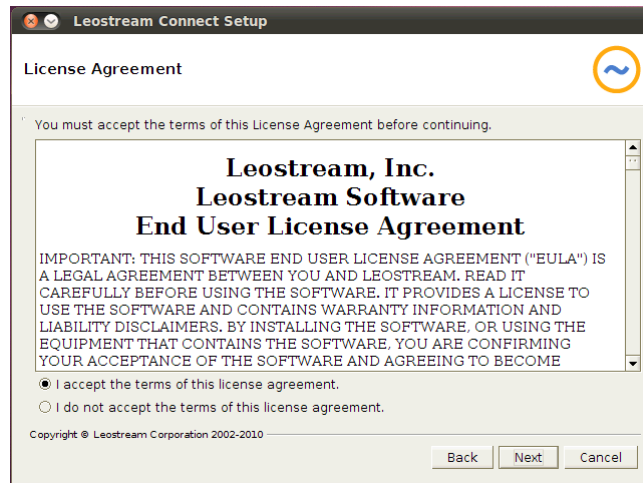 Leostream Connect Setup
License Agreement
You must accept the terms of this License Agreement before continuing.
Leostream, Inc.
Leostream Software
End User License Agreement
IMPORTANT: THIS SOFTWARE END USER LICENSE AGREEMENT ("EULA") IS
A LEGAL AGREEMENT BETWEEN YOU AND LEOSTREAM. READ IT
CAREFULLY BEFORE USING THE SOFTWARE. IT PROVIDES A LICENSE TO
USE THE SOFTWARE AND CONTAINS WARRANTY INFORMATION AND
LIABILITY DISCLAIMERS. BY INSTALLING THE SOFTWARE, OR USING THE
EQUIPMENT THAT CONTAINS THE SOFTWARE, YOU ARE CONFIRMING
YOUR ACCEPTANCE OF THE SOFTWARE AND AGREEING TO BECOME
I accept the terms of this license agreement.
I do not accept the terms of this license agreement.
Copyright © Leostream Corporation 2002-2010
Back Next Cancel